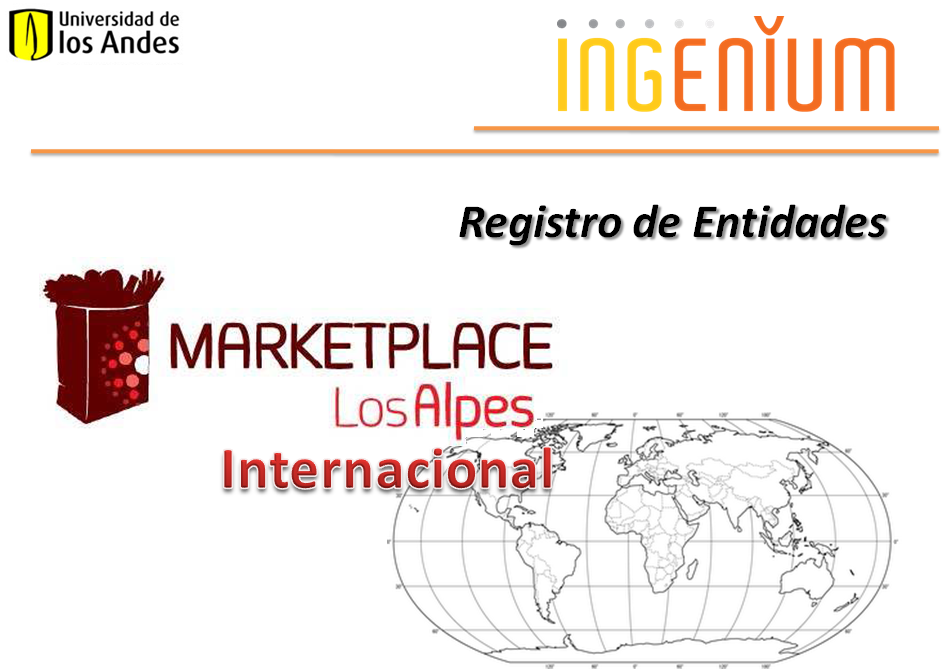 Universidad de
los Andes
INGENIUM
Registro de Entidades
MARKETPLACE
Los Alpes
Internacional